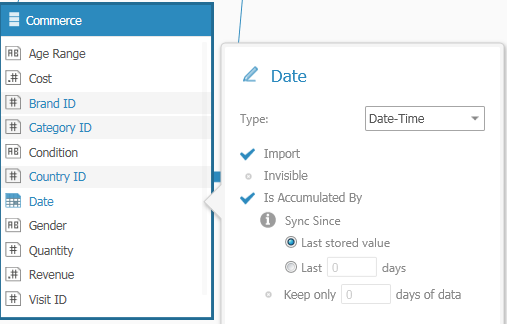 Commerce
Age Range
Cost
Brand ID
Category ID
Condition
Country ID
Date
Gender
Quantity
Revenue
Visit ID
Date
Type: Date-Time
Import
Invisible
Is Accumulated By
Sync Since
Last stored value
Last 0 days
Keep only 0 days of data